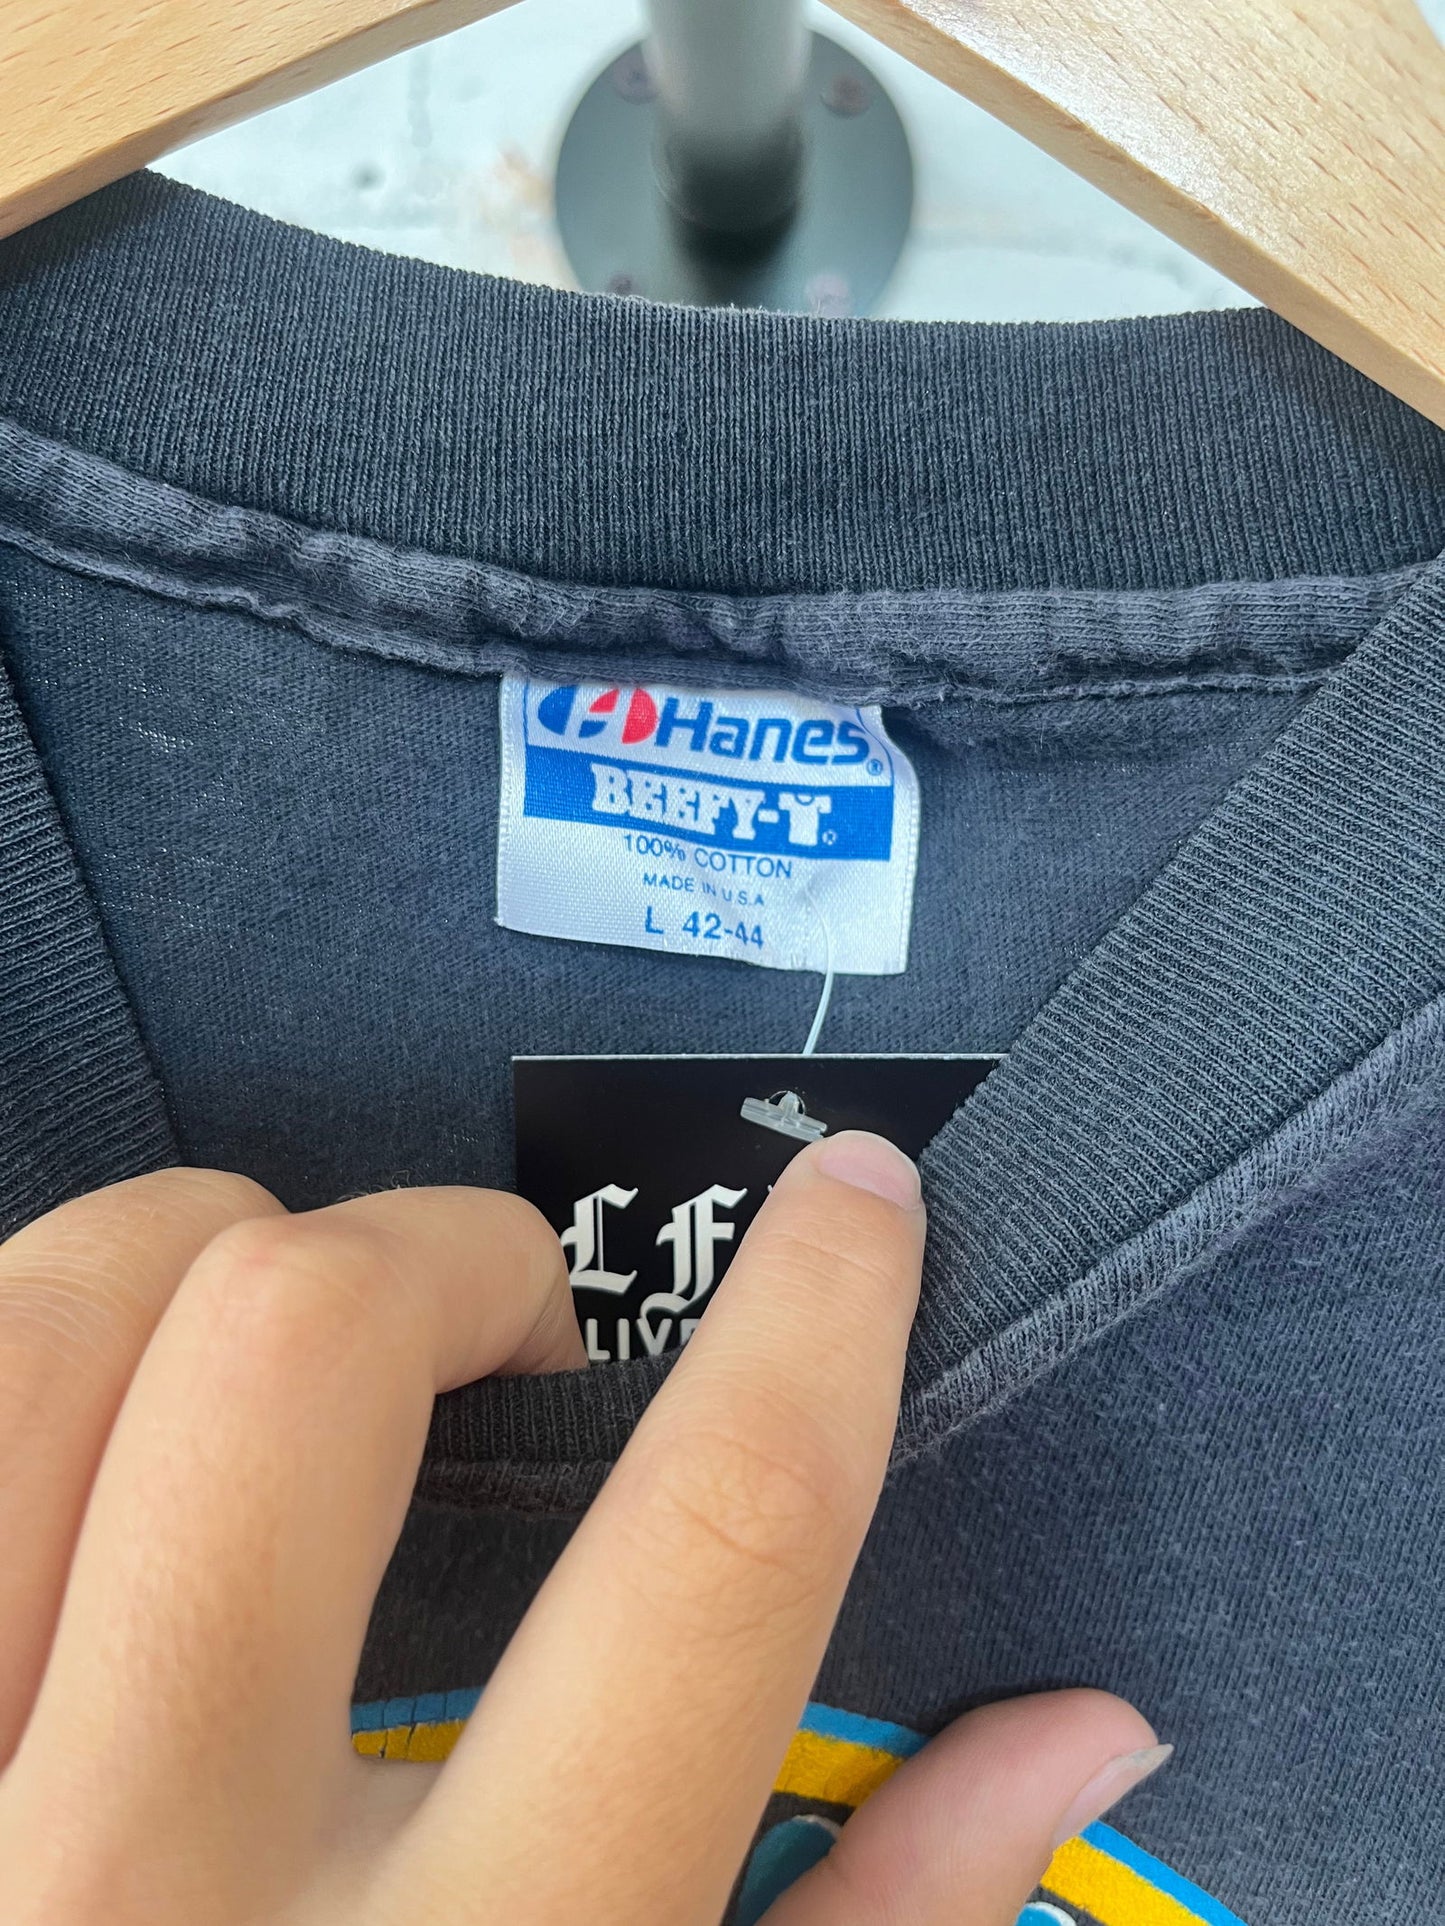 Hanes®
BEEFY-T®
100% COTTON
MADE IN U.S.A
L 42-44
L F